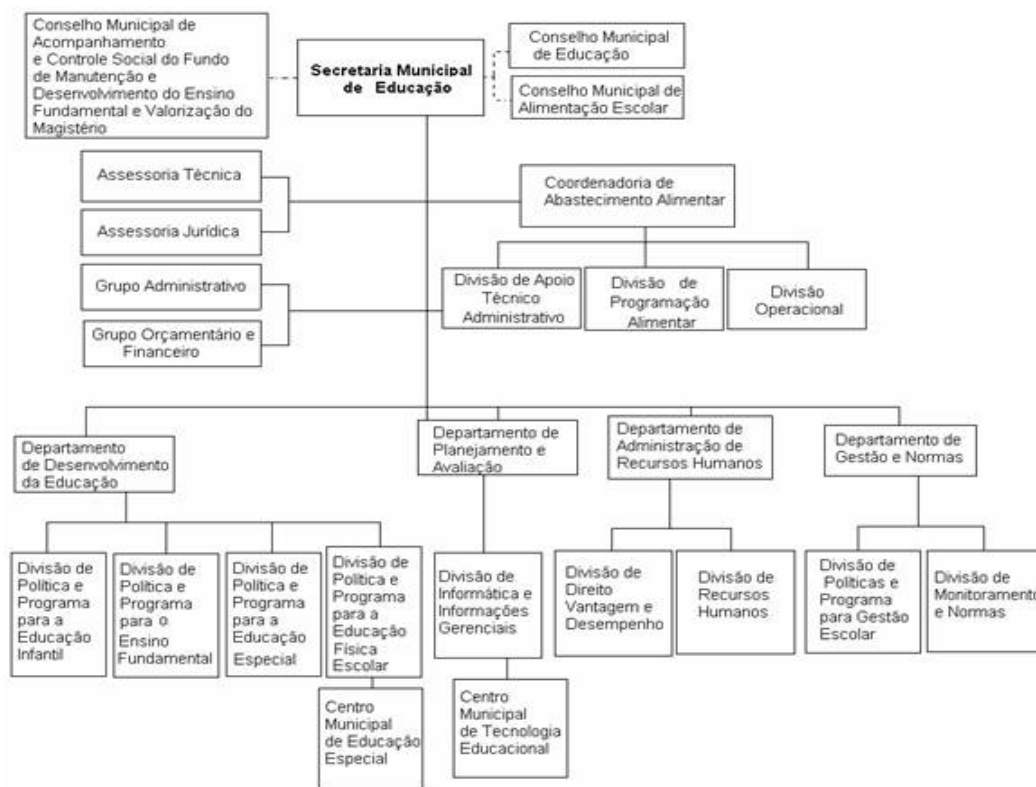 Conselho Municipal de
Acompanhamento
e Controle Social do Fundo
de Manutenção e
Desenvolvimento do Ensino
Fundamental e Valorização do
Magistério
Secretaria Municipal
de Educação
Conselho Municipal
de Educação
Conselho Municipal de
Alimentação Escolar
Assessoria Técnica
Assessoria Jurídica
Coordenadoria de
Abastecimento Alimentar
Grupo Administrativo
Grupo Orçamentário e
Financeiro
Divisão de Apoio
Técnico
Administrativo
Divisão de
Programação
Alimentar
Divisão
Operacional
Departamento
de Desenvolvimento
da Educação
Departamento de
Planejamento e
Avaliação
Departamento de
Administração de
Recursos Humanos
Departamento de
Gestão e Normas
Divisão de
Política e
Programa
para a
Educação
Infantil
Divisão de
Política e
Programa
para o
Ensino
Fundamental
Divisão de
Política e
Programa
para a
Educação
Especial
Divisão de
Política e
Programa
para a
Educação
Física
Escolar
Divisão de
Informática e
Informações
Gerenciais
Divisão de
Direito
Vantagem e
Desempenho
Divisão de
Recursos
Humanos
Divisão de
Políticas e
Programa
para Gestão
Escolar
Divisão de
Monitoramento
e Normas
Centro
Municipal
de Educação
Especial
Centro
Municipal
de Tecnologia
Educacional